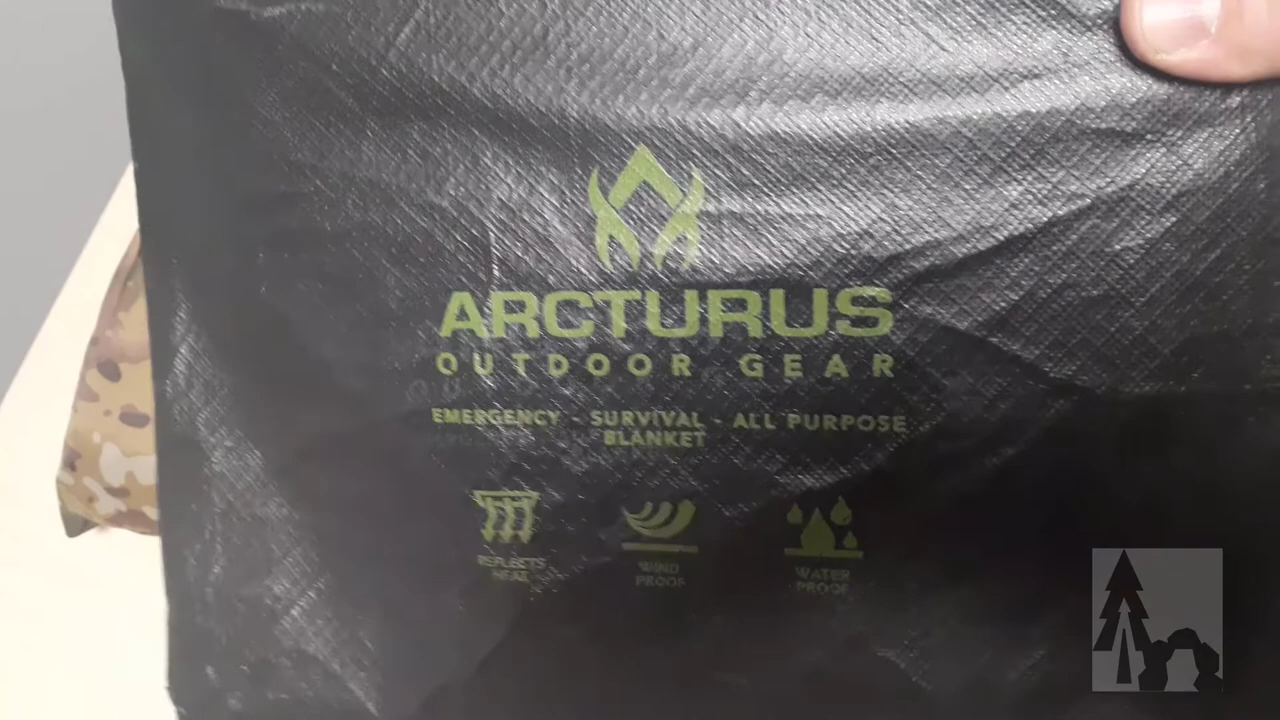 ARCTURUS
OUTDOOR GEAR
EMERGENCY - SURVIVAL - ALL PURPOSE
BLANKET
REFLECTS
HEAT
WIND
PROOF
WATER
PROOF